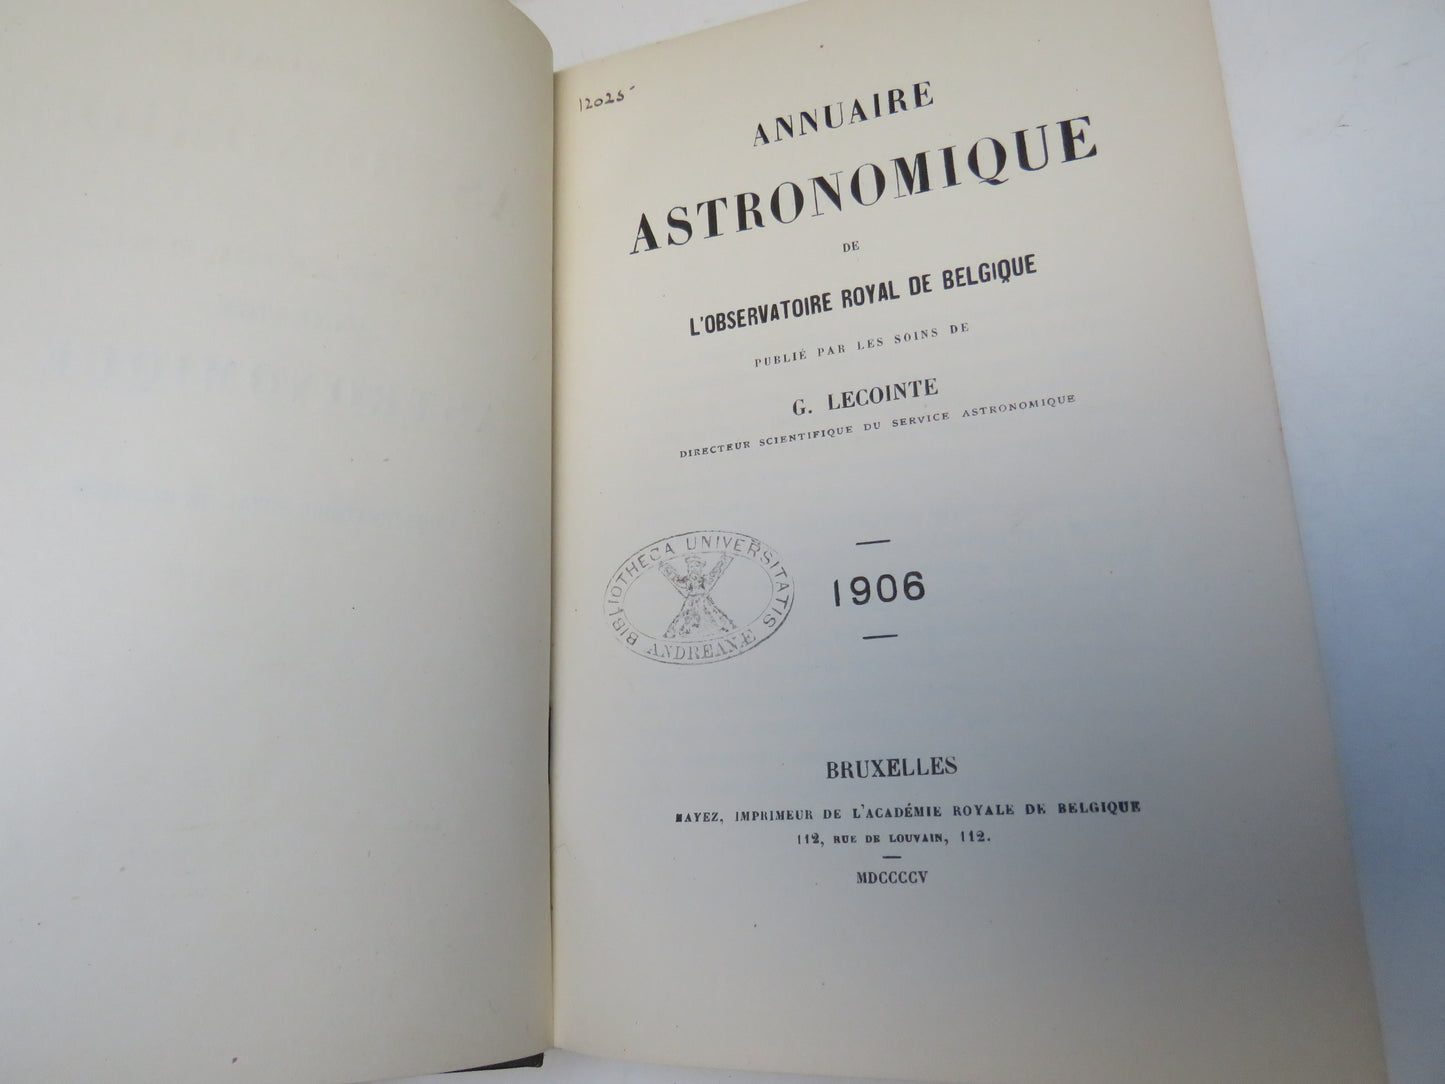 12025
ANNUAIRE
ASTRONOMIQUE
DE
L'OBSERVATOIRE ROYAL DE BELGIQUE
PUBLIÉ PAR LES SOINS DE
G. LECOINTE
DIRECTEUR SCIENTIFIQUE DU SERVICE ASTRONOMIQUE
BIBLIOTHECA UNIVERSITATIS
ANDREANÆ
1906
BRUXELLES
HAYEZ, IMPRIMEUR DE L'ACADÉMIE ROYALE DE BELGIQUE
112, RUE DE LOUVAIN, 112.
MDCCCCV